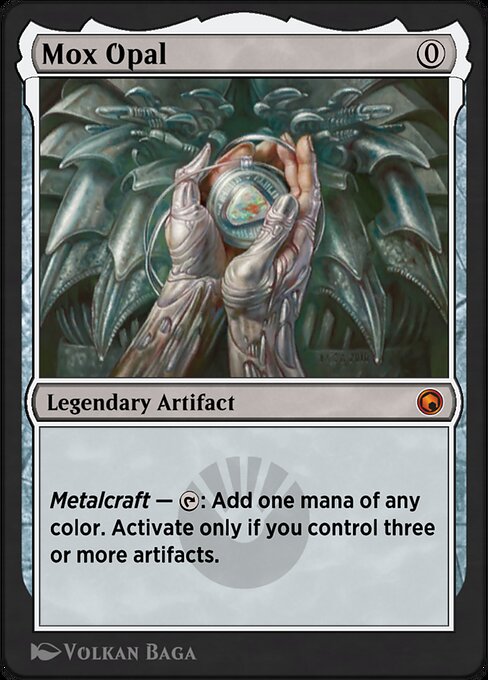 Mox Opal 0
Legendary Artifact
Metalcraft — : Add one mana of any
color. Activate only if you control three
or more artifacts.
Volkan Baga